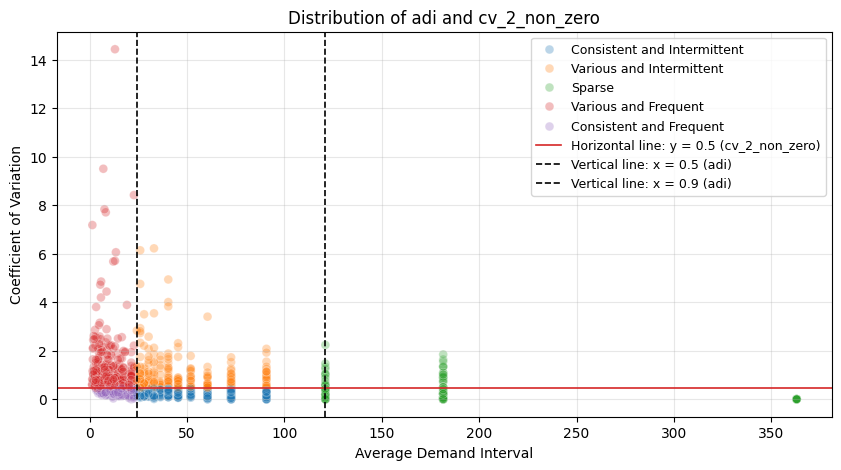 Distribution of adi and cv_2_non_zero
Coefficient of Variation
14
12
10
8
6
4
2
0
Consistent and Intermittent
Various and Intermittent
Sparse
Various and Frequent
Consistent and Frequent
Horizontal line: y = 0.5 (cv_2_non_zero)
Vertical line: x = 0.5 (adi)
Vertical line: x = 0.9 (adi)
0 50 100 150 200 250 300 350
Average Demand Interval